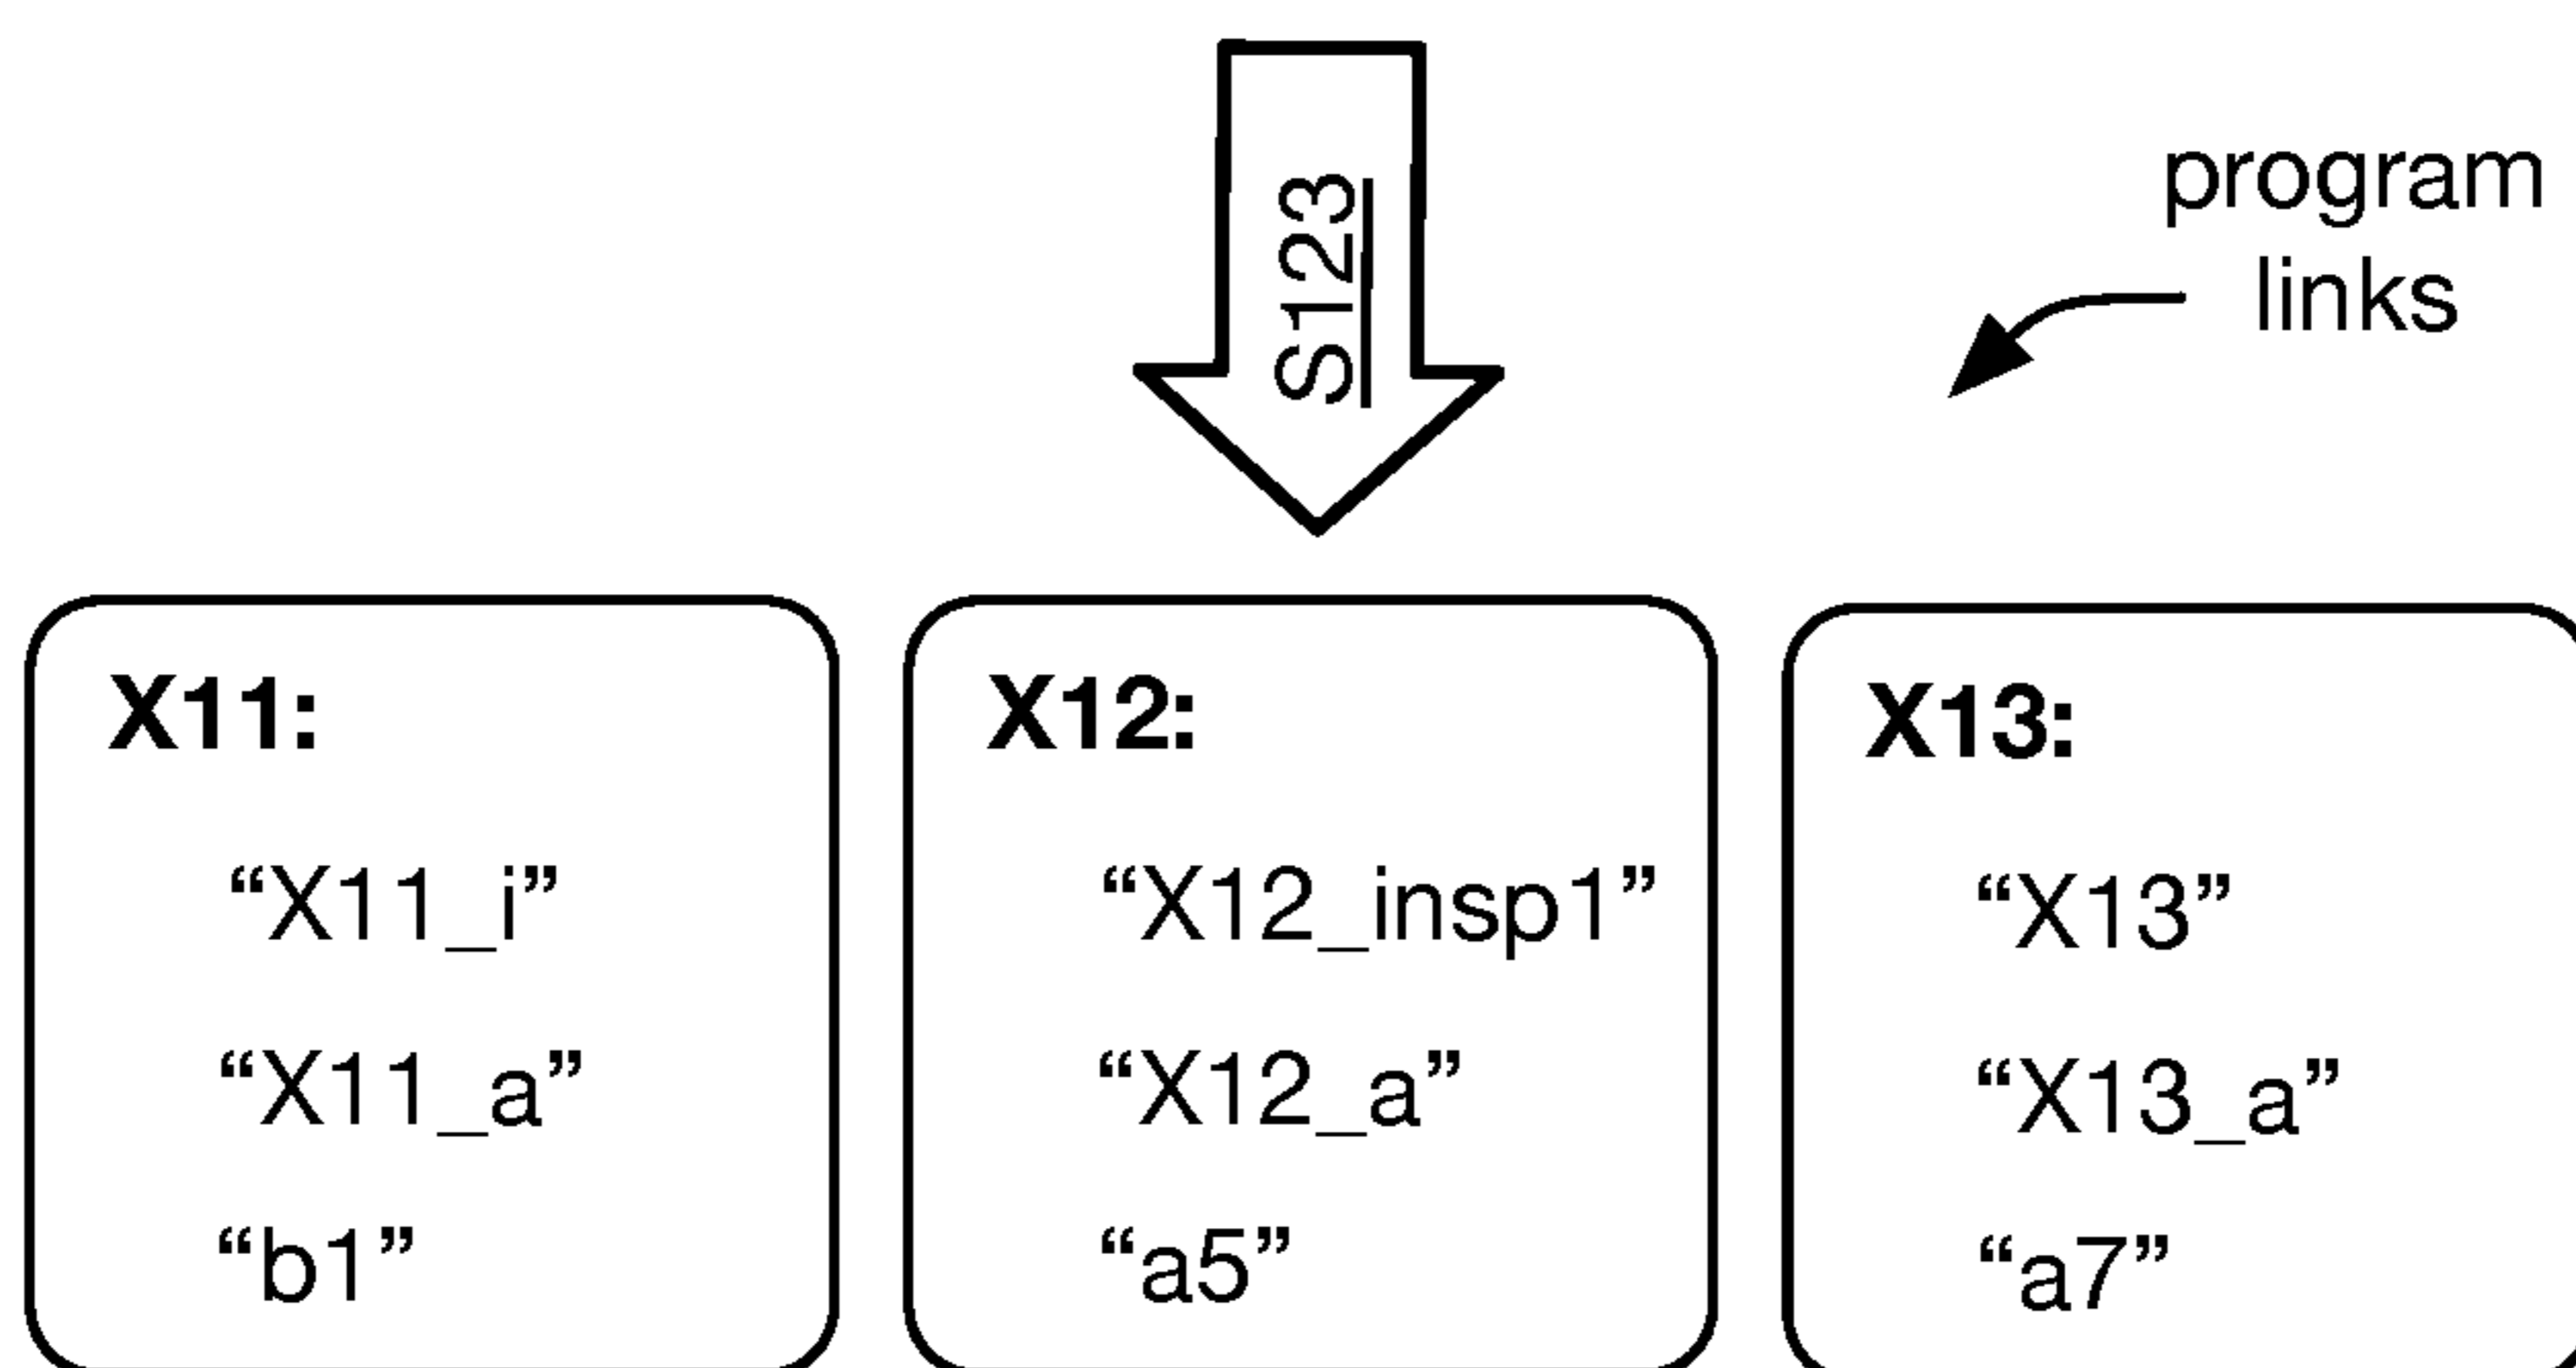 S123
program
links
X11:
“X11_i”
“X11_a”
“b1”
X12:
“X12_insp1”
“X12_a”
“a5”
X13:
“X13”
“X13_a”
“a7”